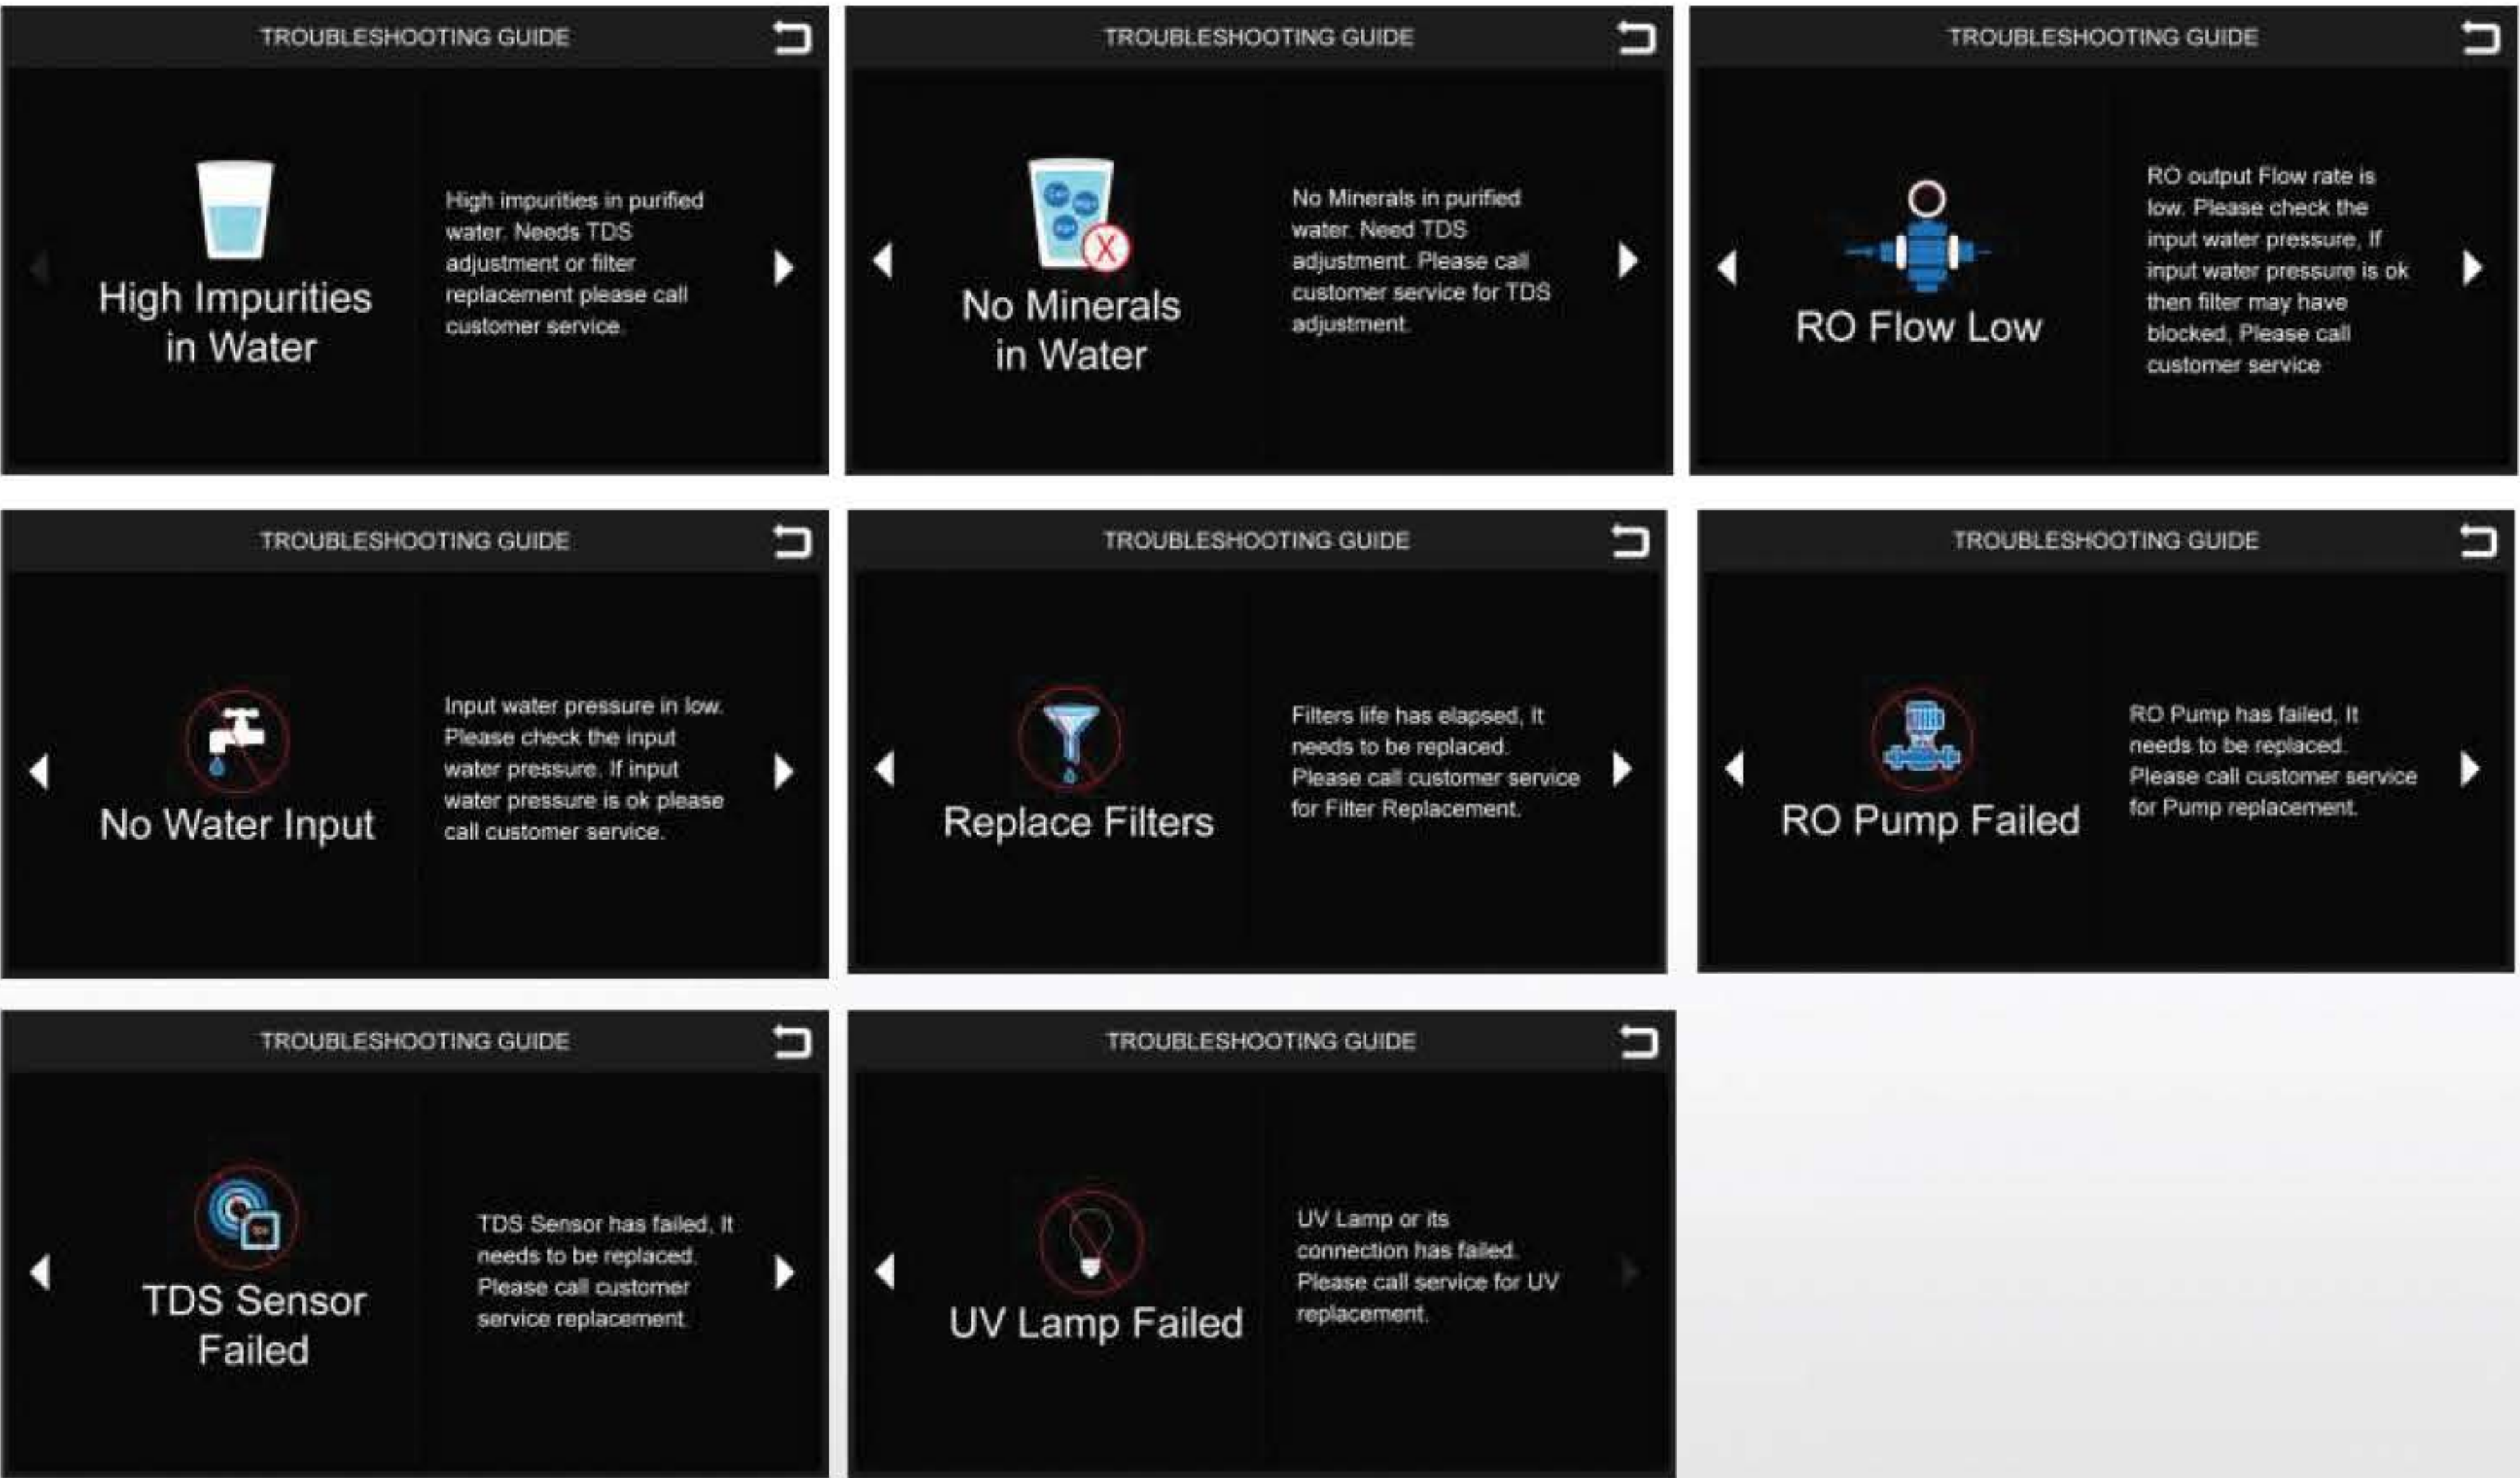 TROUBLESHOOTING GUIDE
High Impurities
in Water
High impurities in purified
water. Needs TDS
adjustment or filter
replacement please call
customer service.
TROUBLESHOOTING GUIDE
X
No Minerals
in Water
No Minerals in purified
water. Need TDS
adjustment. Please call
customer service for TDS
adjustment.
TROUBLESHOOTING GUIDE
RO Flow Low
RO output Flow rate is
low. Please check the
input water pressure, If
input water pressure is ok
then filter may have
blocked, Please call
customer service
TROUBLESHOOTING GUIDE
No Water Input
Input water pressure in low.
Please check the input
water pressure. If input
water pressure is ok please
call customer service.
TROUBLESHOOTING GUIDE
Replace Filters
Filters life has elapsed, It
needs to be replaced.
Please call customer service
for Filter Replacement.
TROUBLESHOOTING GUIDE
RO Pump Failed
RO Pump has failed, It
needs to be replaced.
Please call customer service
for Pump replacement.
TROUBLESHOOTING GUIDE
TDS Sensor
Failed
TDS Sensor has failed, It
needs to be replaced.
Please call customer
service replacement.
TROUBLESHOOTING GUIDE
UV Lamp Failed
UV Lamp or its
connection has failed.
Please call service for UV
replacement.